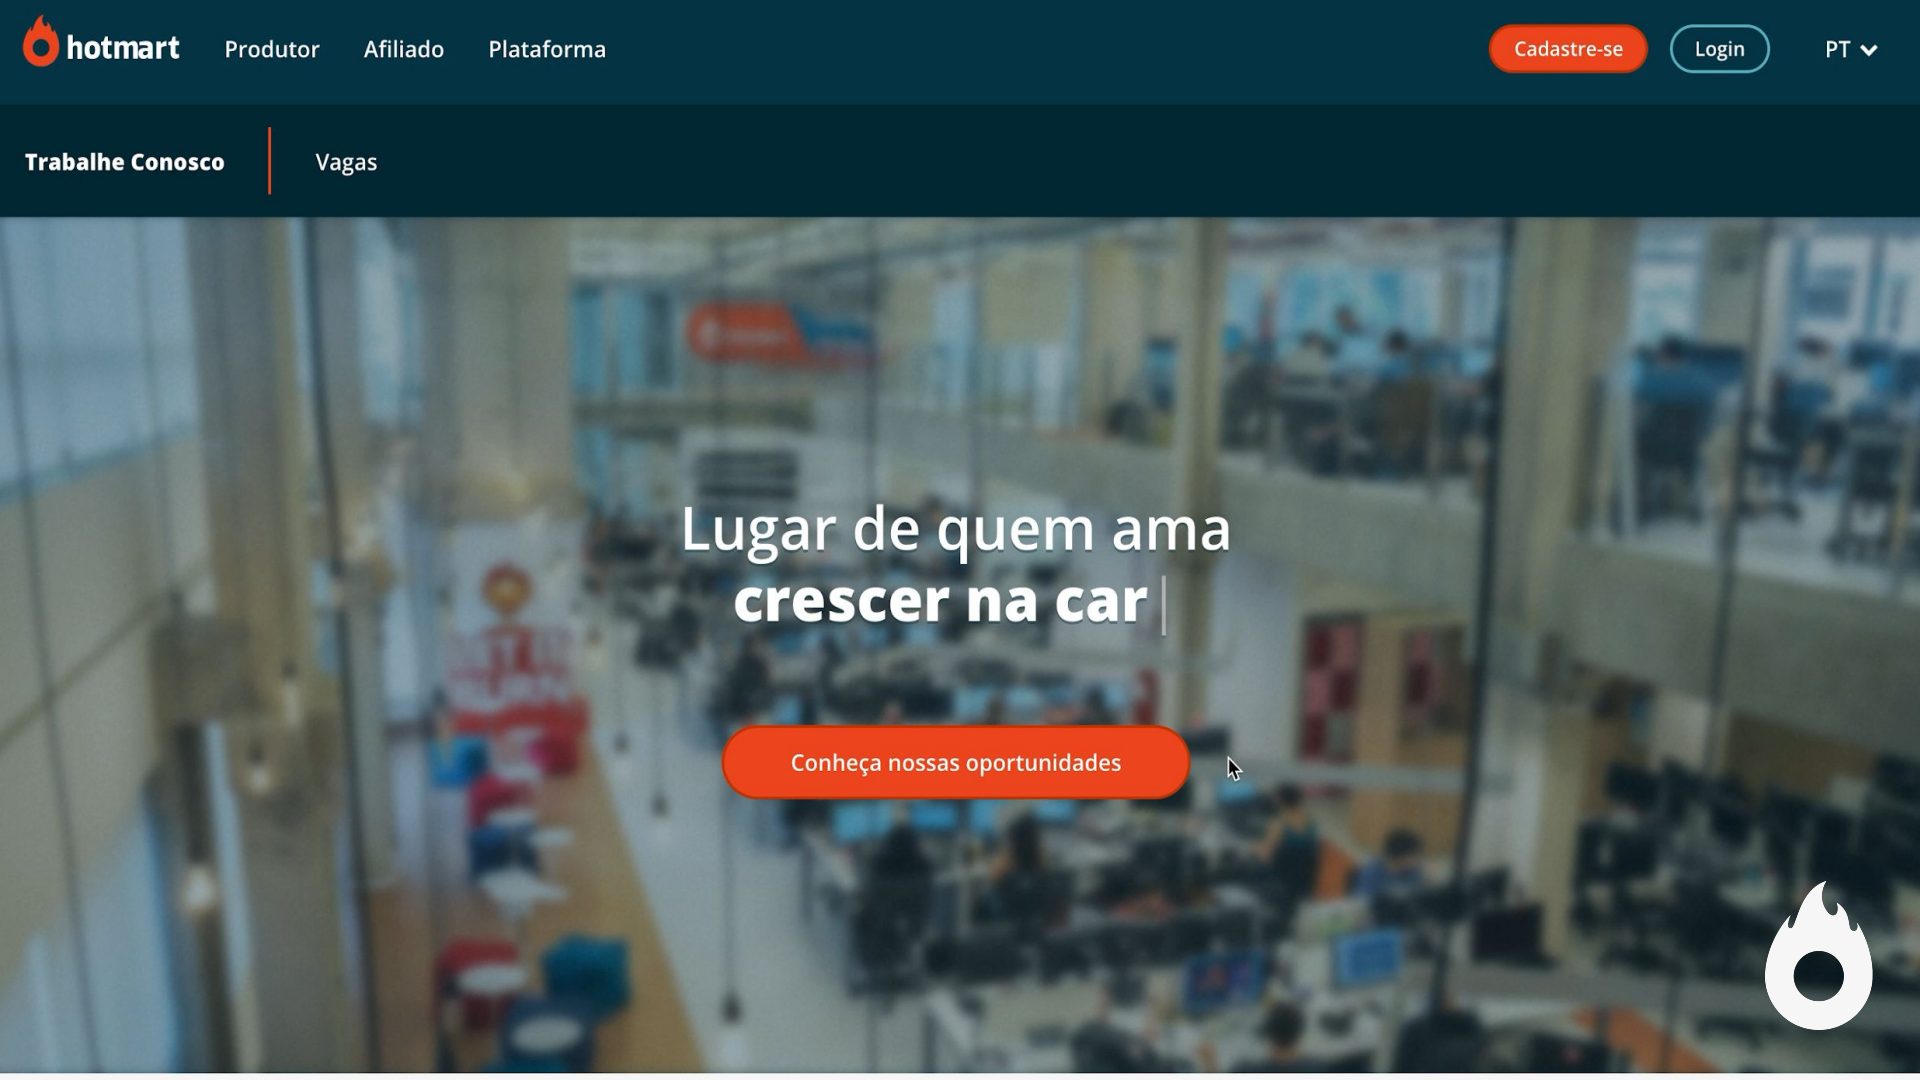 hotmart
Produtor
Afiliado
Plataforma
Cadastre-se
Login
PT
Trabalhe Conosco
Vagas
Lugar de quem ama
crescer na car
Conheça nossas oportunidades